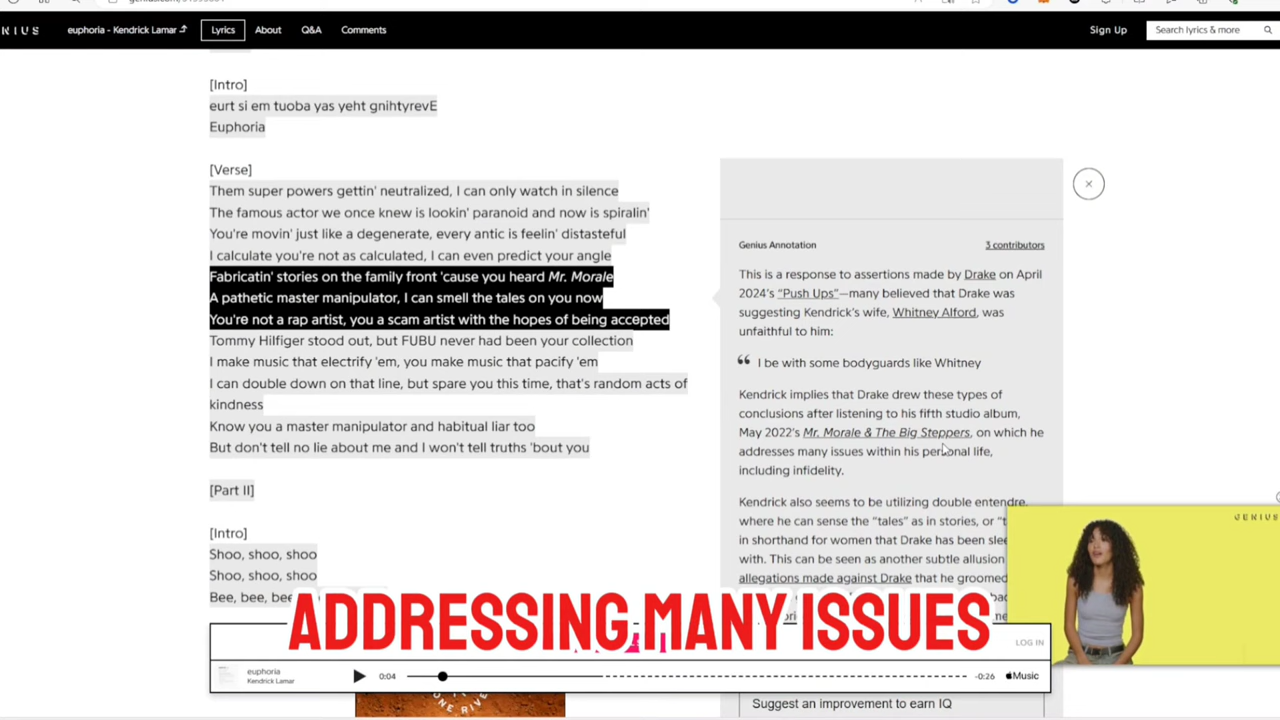 euphoria - Kendrick Lamar
Lyrics
About
Q&A
Comments
Sign Up
Search lyrics & more
[Intro]
eurt si em tuoba yas yeht gnihtyrevE
Euphoria
[Verse]
Them super powers gettin' neutralized, I can only watch in silence
The famous actor we once knew is lookin' paranoid and now is spiralin'
You're movin' just like a degenerate, every antic is feelin' distasteful
I calculate you're not as calculated, I can even predict your angle
Fabricatin' stories on the family front 'cause you heard Mr. Morale
A pathetic master manipulator, I can smell the tales on you now
You're not a rap artist, you a scam artist with the hopes of being accepted
Tommy Hilfiger stood out, but FUBU never had been your collection
I make music that electrify 'em, you make music that pacify 'em
I can double down on that line, but spare you this time, that's random acts of
kindness
Know you a master manipulator and habitual liar too
But don't tell no lie about me and I won't tell truths 'bout you
[Part II]
[Intro]
Shoo, shoo, shoo
Shoo, shoo, shoo
Bee, bee,
Genius Annotation
3 contributors
This is a response to assertions made by Drake on April
2024's “Push Ups”—many believed that Drake was
suggesting Kendrick's wife, Whitney Alford, was
unfaithful to him:
“ I be with some bodyguards like Whitney
Kendrick implies that Drake drew these types of
conclusions after listening to his fifth studio album,
May 2022's Mr. Morale & The Big Steppers, on which he
addresses many issues within his personal life,
including infidelity.
Kendrick also seems to be utilizing double entendre,
where he can sense the “tales” as in stories, or
in shorthand for women that Drake has been
with. This can be seen as another subtle allusion
allegations made against Drake that he groomed
GENIUS
ADDRESSING MANY ISSUES
LOG IN
euphoria
Kendrick Lamar
0:04
-0:26
Music
ONE
Suggest an improvement to earn IQ